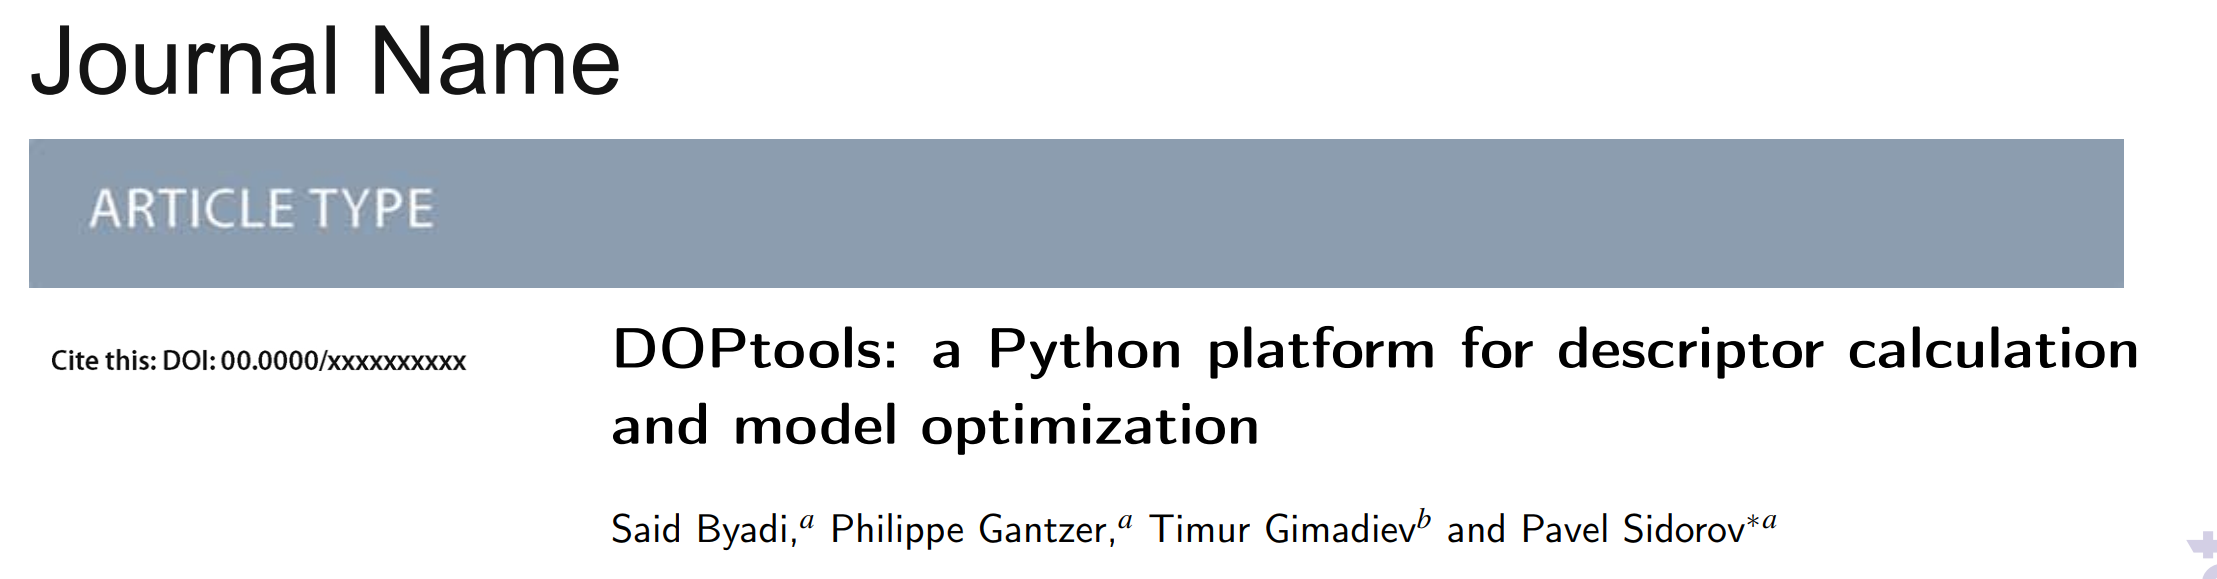 Journal Name
ARTICLE TYPE
Cite this: DOI: 00.0000/xxxxxxxxxx
DOPtools: a Python platform for descriptor calculation
and model optimization
Said Byadi,a Philippe Gantzer,a Timur Gimadievb and Pavel Sidorov*a